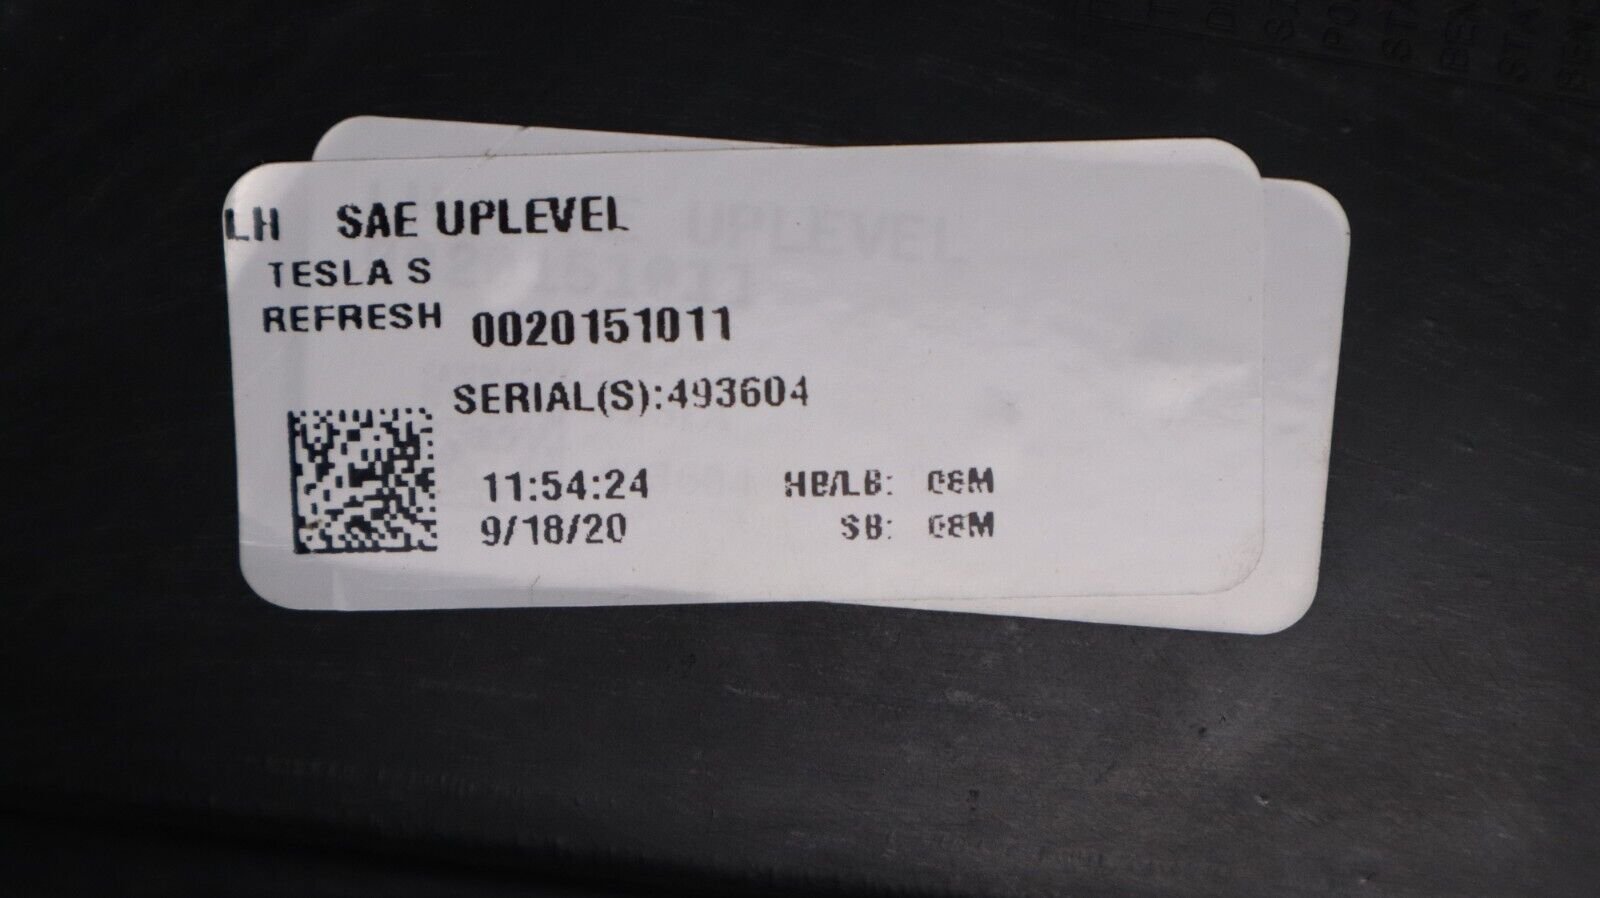 LH SAE UPLEVEL
TESLA S
REFRESH 0020151011
SERIAL(S):493604
11:54:24 HB/LB: 08M
9/18/20 SB: 08M